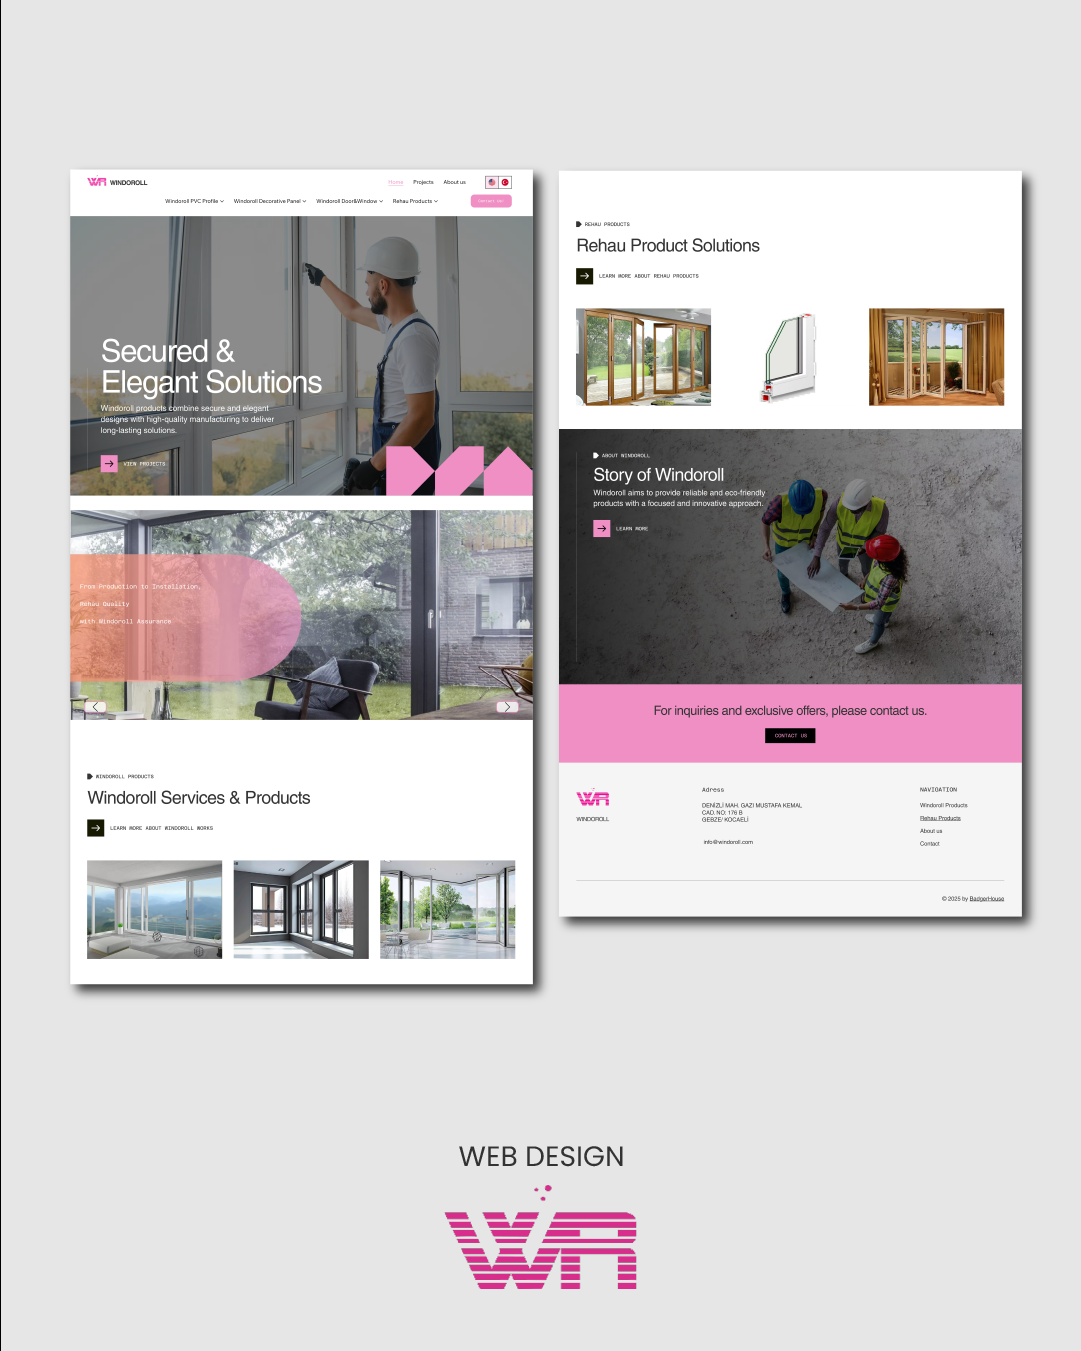 WR WINDOROLL
Home Projects About us
Windoroll PVC Profile Windoroll Decorative Panel Windoroll Door&Window Rehau Products Contact Us!
Secured &
Elegant Solutions
Windoroll products combine secure and elegant
designs with high-quality manufacturing to deliver
long-lasting solutions.
VIEW PROJECTS
From Production to Installation,
Rehau Quality
with Windoroll Assurance
WINDOROLL PRODUCTS
Windoroll Services & Products
LEARN MORE ABOUT WINDOROLL WORKS
REHAU PRODUCTS
Rehau Product Solutions
LEARN MORE ABOUT REHAU PRODUCTS
ABOUT WINDOROLL
Story of Windoroll
Windoroll aims to provide reliable and eco-friendly
products with a focused and innovative approach.
LEARN MORE
For inquiries and exclusive offers, please contact us.
CONTACT US
WR
WINDOROLL
Adress
DENİZLİ MAH. GAZI MUSTAFA KEMAL
CAD. NO: 176 B
GEBZE/ KOCAELİ
info@windoroll.com
NAVIGATION
Windoroll Products
Rehau Products
About us
Contact
© 2025 by BadgerHouse
WEB DESIGN
WR